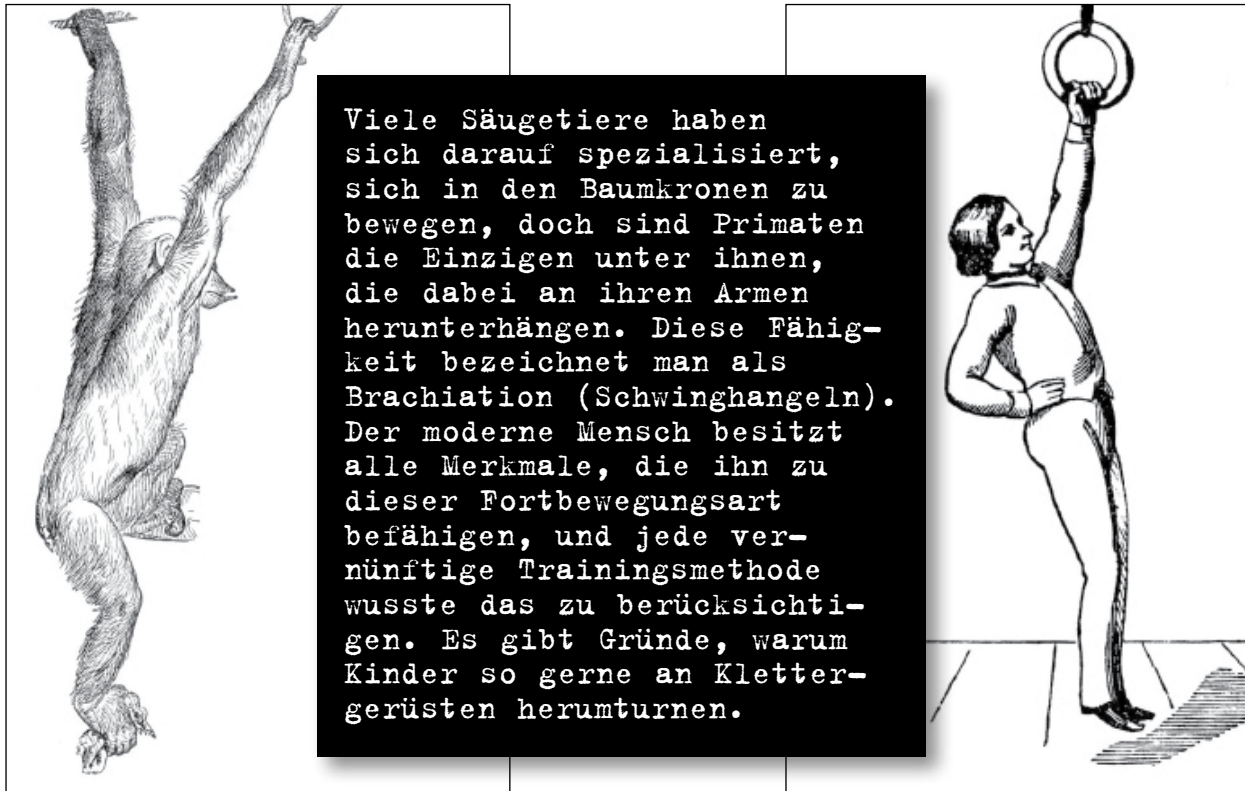 Viele Säugetiere haben
sich darauf spezialisiert,
sich in den Baumkronen zu
bewegen, doch sind Primaten
die Einzigen unter ihnen,
die dabei an ihren Armen
herunterhängen. Diese Fähig-
keit bezeichnet man als
Brachiation (Schwinghangeln).
Der moderne Mensch besitzt
alle Merkmale, die ihn zu
dieser Fortbewegungsart
befähigen, und jede ver-
nünftige Trainingsmethode
wusste das zu berücksichti-
gen. Es gibt Gründe, warum
Kinder so gerne an Kletter-
gerüsten herumturnen.